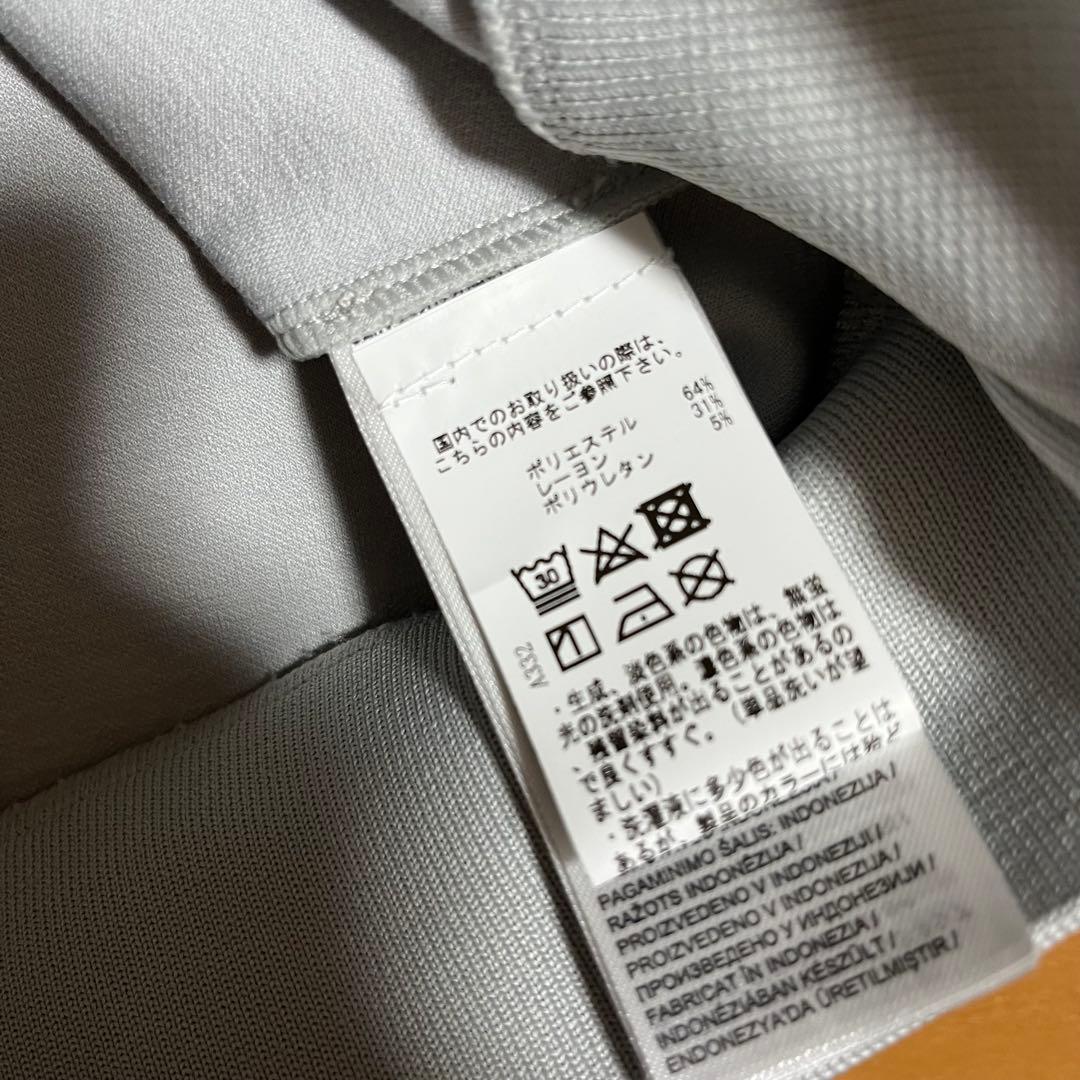 国内でのお取り扱いの際は、
こちらの内容をご参照下さい。
ポリエステル 64%
レーヨン 31%
ポリウレタン 5%
30
A332
・生成、淡色系の色物は、無蛍
光の洗剤使用。濃色系の色物は
、残留染料が出ることがあるの
で良くすすぐ。(単品洗いが望
ましい)
・洗濯液に多少色が出ることは
あるが、製品のカラーには殆ど
PAGAMINIMO ŠALIS: INDONEZIJA /
RAŽOTS INDONĒZIJA /
PROIZVEDENO V INDONEZIJI /
PROIZVEDENO U INDONEZIJA /
ПРОИЗВЕДЕНО У ИНДОНЕЗИЈИ /
FABRICAT ÎN INDONEZIA /
INDONÉZIÁBAN KÉSZÜLT /
ENDONEZYA'DA ÜRETILMIŞTIR /